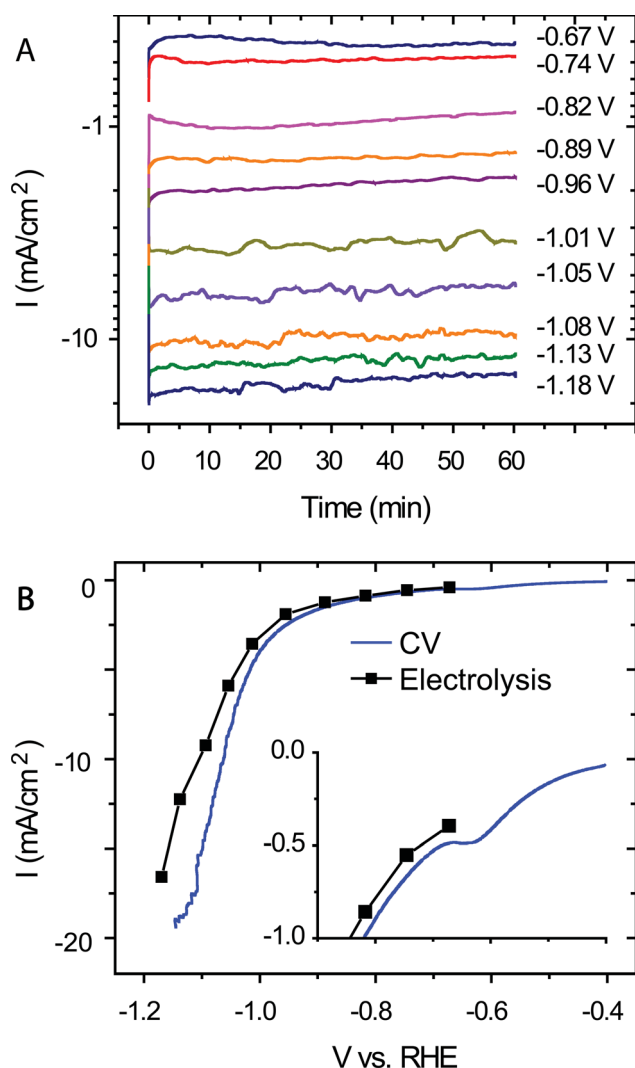 A
-0.67 V
-0.74 V
-0.82 V
-1
-0.89 V
-0.96 V
-1.01 V
-1.05 V
-10
-1.08 V
-1.13 V
-1.18 V
I (mA/cm²)
0 10 20 30 40 50 60
Time (min)
B
0
CV
Electrolysis
-5
0.0
-10
-0.5
-15
-1.0
-20
I (mA/cm²)
-1.2 -1.0 -0.8 -0.6 -0.4
V vs. RHE